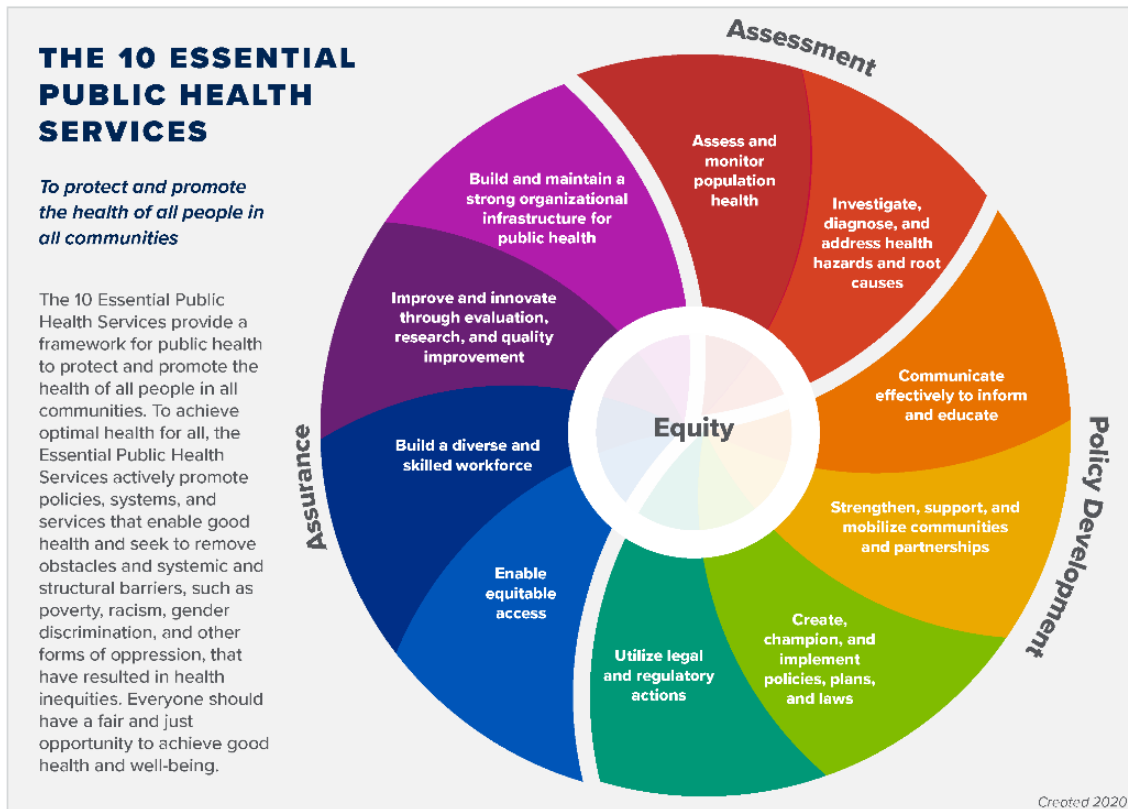 THE 10 ESSENTIAL
PUBLIC HEALTH
SERVICES
To protect and promote
the health of all people in
all communities
The 10 Essential Public
Health Services provide a
framework for public health
to protect and promote the
health of all people in all
communities. To achieve
optimal health for all, the
Essential Public Health
Services actively promote
policies, systems, and
services that enable good
health and seek to remove
obstacles and systemic and
structural barriers, such as
poverty, racism, gender
discrimination, and other
forms of oppression, that
have resulted in health
inequities. Everyone should
have a fair and just
opportunity to achieve good
health and well-being.
Assessment
Assess and
monitor
population
health
Investigate,
diagnose, and
address health
hazards and root
causes
Policy Development
Communicate
effectively to inform
and educate
Strengthen, support, and
mobilize communities
and partnerships
Create,
champion, and
implement
policies, plans,
and laws
Utilize legal
and regulatory
actions
Assurance
Enable
equitable
access
Build a diverse and
skilled workforce
Improve and innovate
through evaluation,
research, and quality
improvement
Build and maintain a
strong organizational
infrastructure for
public health
Equity
Created 2020